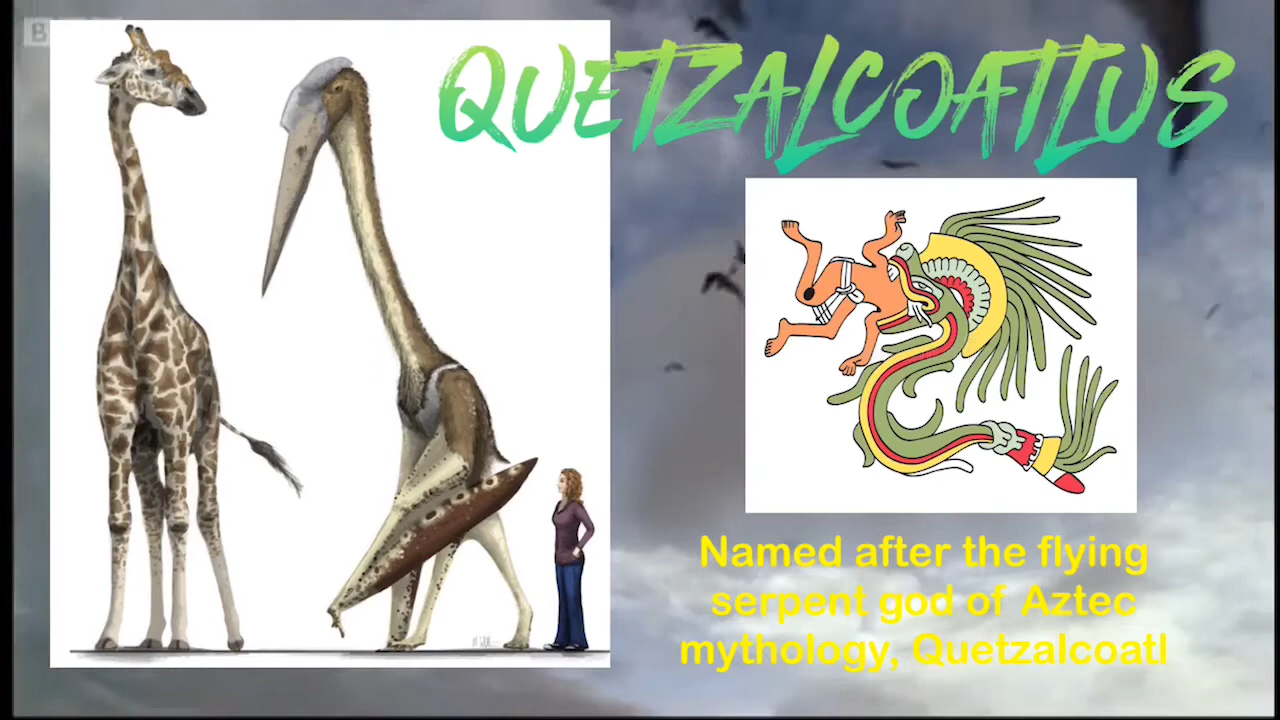 QUETZALCOATLUS
Named after the flying
serpent god of Aztec
mythology, Quetzalcoatl